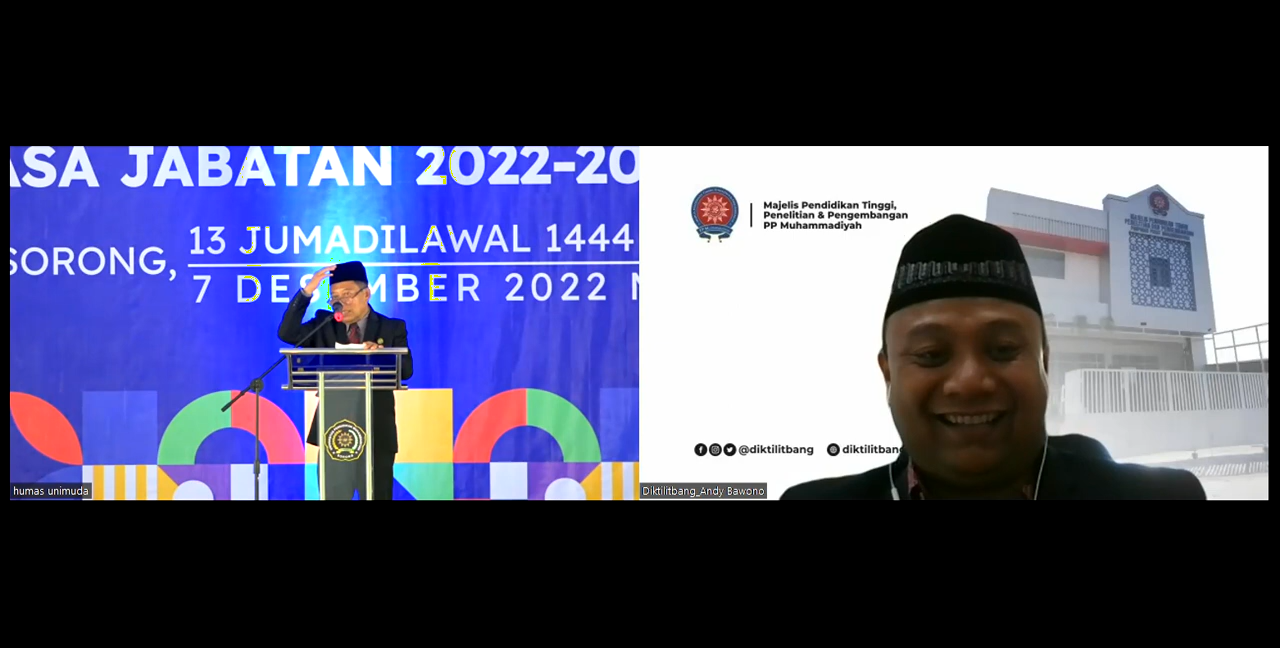 ASA JABATAN 2022-20
SORONG,
13 JUMADILAWAL 1444
7 DESEMBER 2022
humas unimuda
Majelis Pendidikan Tinggi,
Penelitian & Pengembangan
PP Muhammadiyah
@diktilitbang diktilitbang
Diktilitbang_Andy Bawono